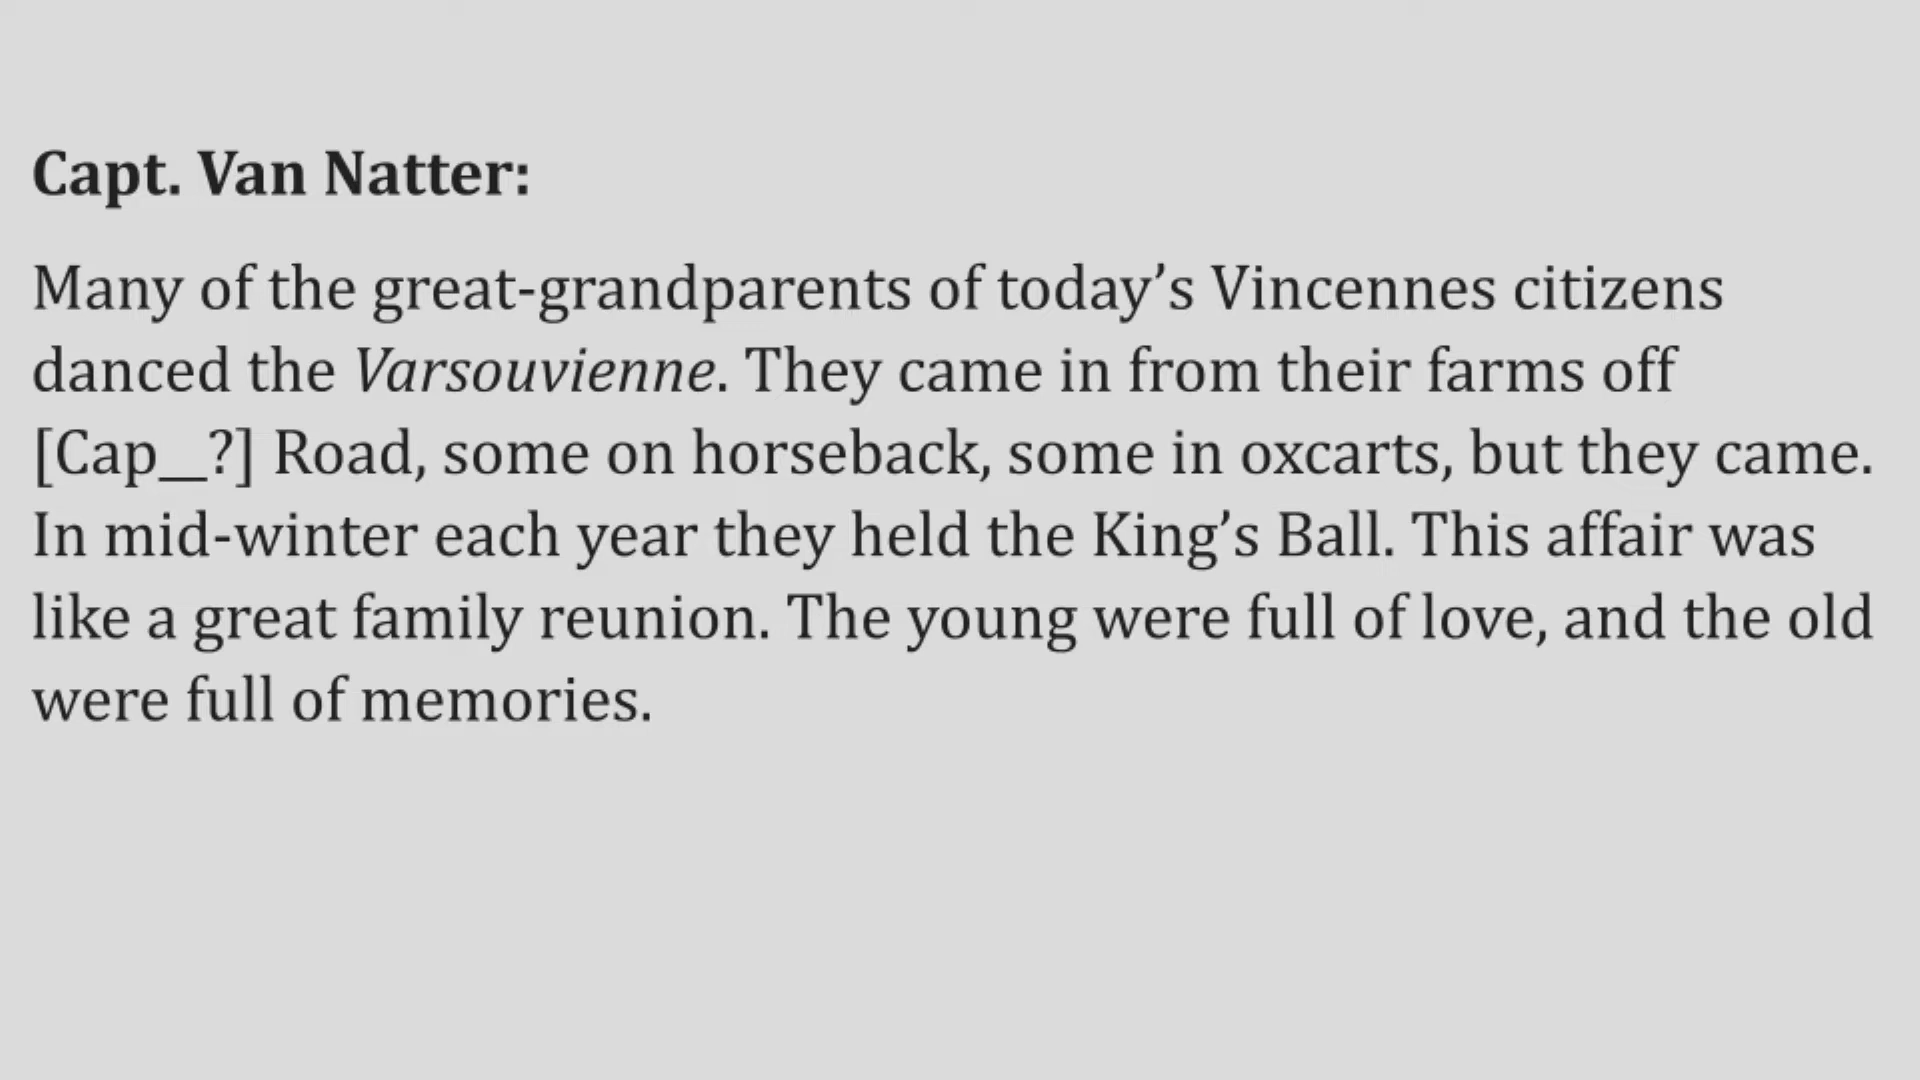 Capt. Van Natter:
Many of the great-grandparents of today’s Vincennes citizens
danced the Varsouvienne. They came in from their farms off
[Cap__?] Road, some on horseback, some in oxcarts, but they came.
In mid-winter each year they held the King’s Ball. This affair was
like a great family reunion. The young were full of love, and the old
were full of memories.